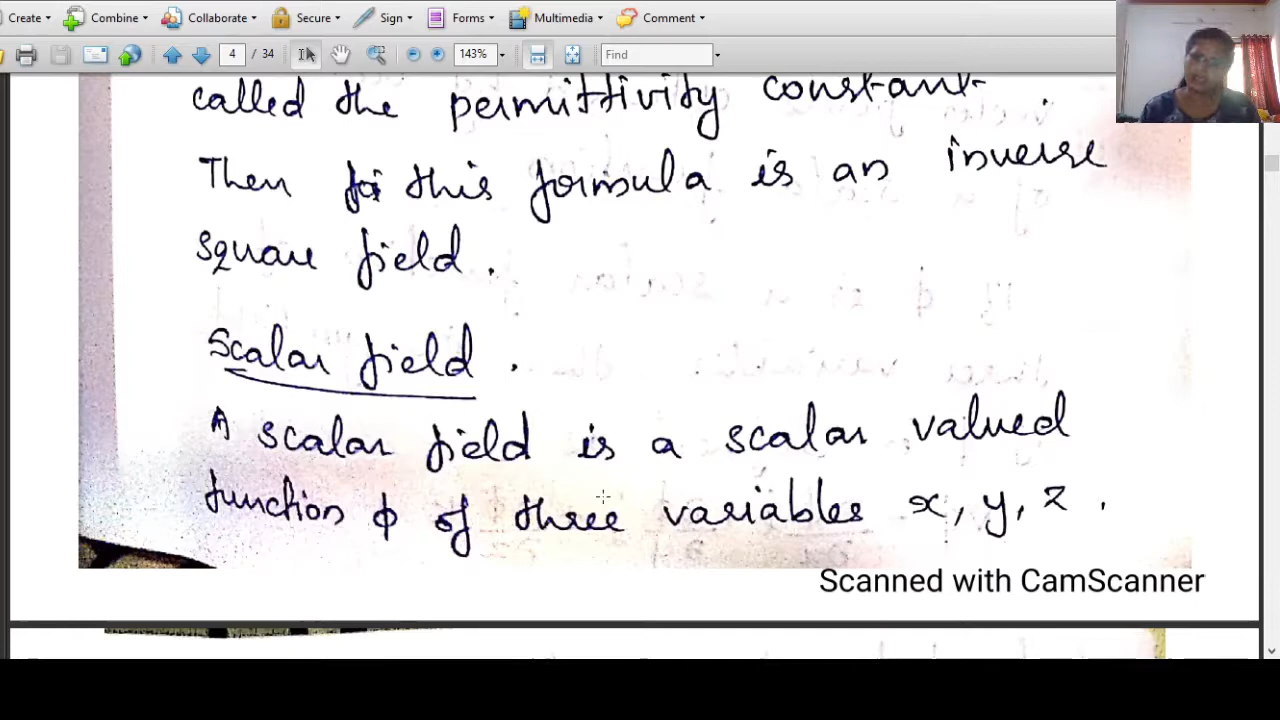 Create Combine Collaborate Secure Sign Forms Multimedia Comment
4 / 34 143% Find
called the permittivity constant.
Then for this formula is an inverse
square field.
Scalar field.
A scalar field is a scalar valued
function ϕ of three variables x, y, z.
Scanned with CamScanner